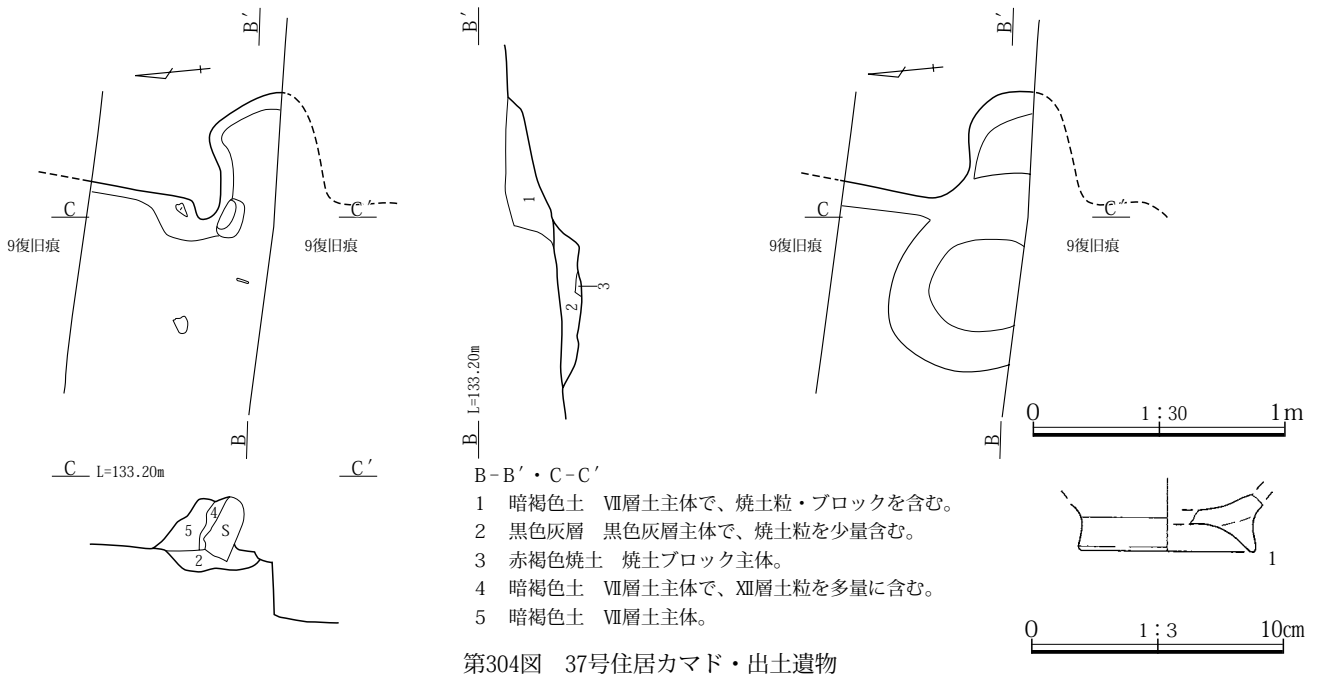 B′
B′
B′
C
C′
9復旧痕
9復旧痕
B
1
2
3
L=133.20m
B
C
C′
9復旧痕
9復旧痕
B
0 1：30 1m
C L=133.20m C′
5
4
S
2
B-B′・C-C′
1 暗褐色土 Ⅶ層土主体で、焼土粒・ブロックを含む。
2 黒色灰層 黒色灰層主体で、焼土粒を少量含む。
3 赤褐色焼土 焼土ブロック主体。
4 暗褐色土 Ⅶ層土主体で、Ⅻ層土粒を多量に含む。
5 暗褐色土 Ⅶ層土主体。
1
0 1：3 10cm
第304図 37号住居カマド・出土遺物